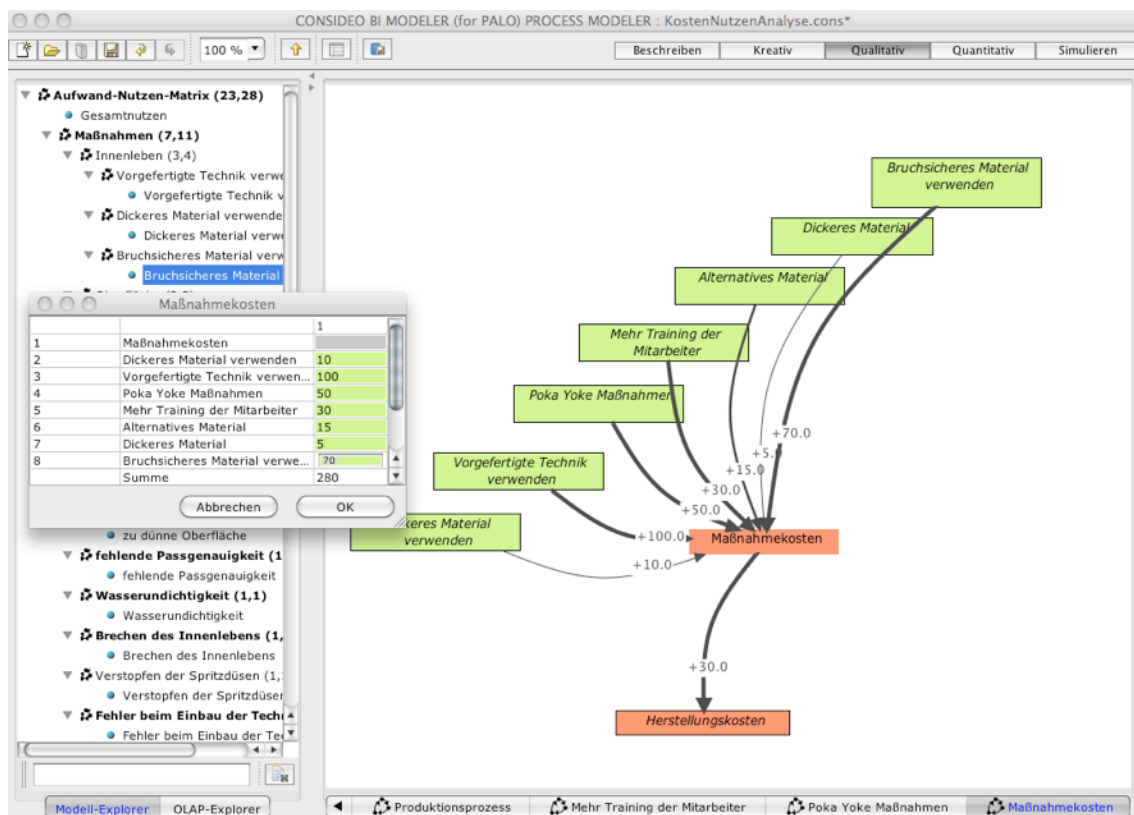 CONSIDEO BI MODELER (for PALO) PROCESS MODELER : KostenNutzenAnalyse.cons*
100 %
Beschreiben Kreativ Qualitativ Quantitativ Simulieren
Aufwand-Nutzen-Matrix (23,28)
Gesamtnutzen
Maßnahmen (7,11)
Innenleben (3,4)
Vorgefertigte Technik verwe
Vorgefertigte Technik v
Dickeres Material verwende
Dickeres Material verwe
Bruchsicheres Material verw
Bruchsicheres Material
Maßnahmekosten
1
1 Maßnahmekosten
2 Dickeres Material verwenden 10
3 Vorgefertigte Technik verwen... 100
4 Poka Yoke Maßnahmen 50
5 Mehr Training der Mitarbeiter 30
6 Alternatives Material 15
7 Dickeres Material 5
8 Bruchsicheres Material verwe... 70
Summe 280
Abbrechen OK
zu dünne Oberfläche
fehlende Passgenauigkeit (1
fehlende Passgenauigkeit
Wasserundichtigkeit (1,1)
Wasserundichtigkeit
Brechen des Innenlebens (1,
Brechen des Innenlebens
Verstopfen der Spritzdüsen (1,
Verstopfen der Spritzdüser
Fehler beim Einbau der Techn
Fehler beim Einbau der Te
Modell-Explorer OLAP-Explorer
Bruchsicheres Material
verwenden
Dickeres Material
Alternatives Material
Mehr Training der
Mitarbeiter
Poka Yoke Maßnahmen
Vorgefertigte Technik
verwenden
keres Material
verwenden
+70.0
+5.0
+15.0
+30.0
+50.0
+100.0
+10.0
Maßnahmekosten
+30.0
Herstellungskosten
Produktionsprozess Mehr Training der Mitarbeiter Poka Yoke Maßnahmen Maßnahmekosten